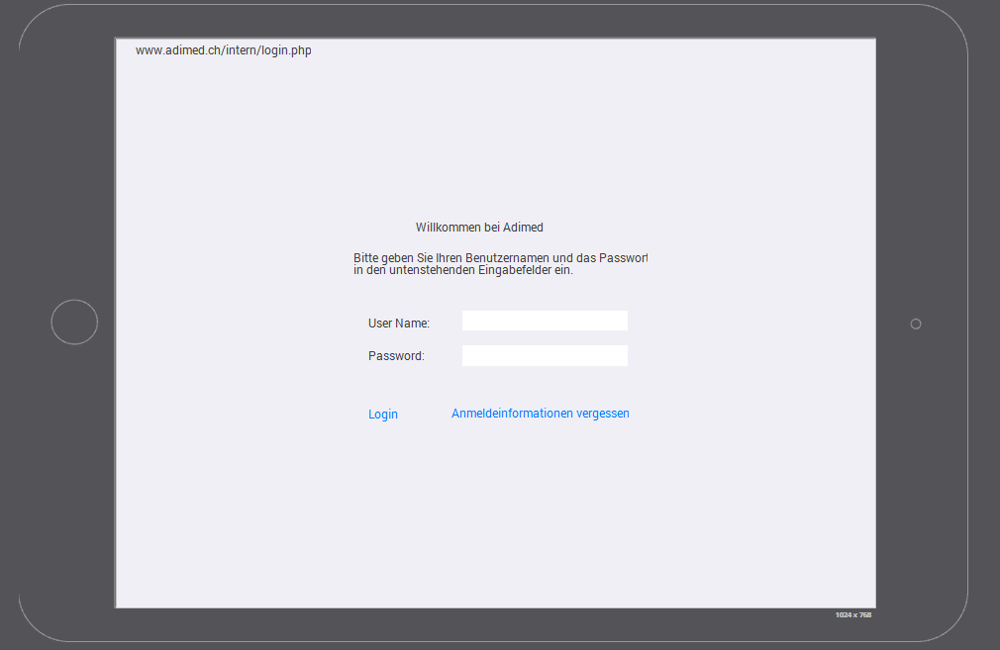 www.adimed.ch/intern/login.php
Willkommen bei Adimed
Bitte geben Sie Ihren Benutzernamen und das Passwort
in den untenstehenden Eingabefelder ein.
User Name:
Password:
Login
Anmeldeinformationen vergessen
1024 x 768